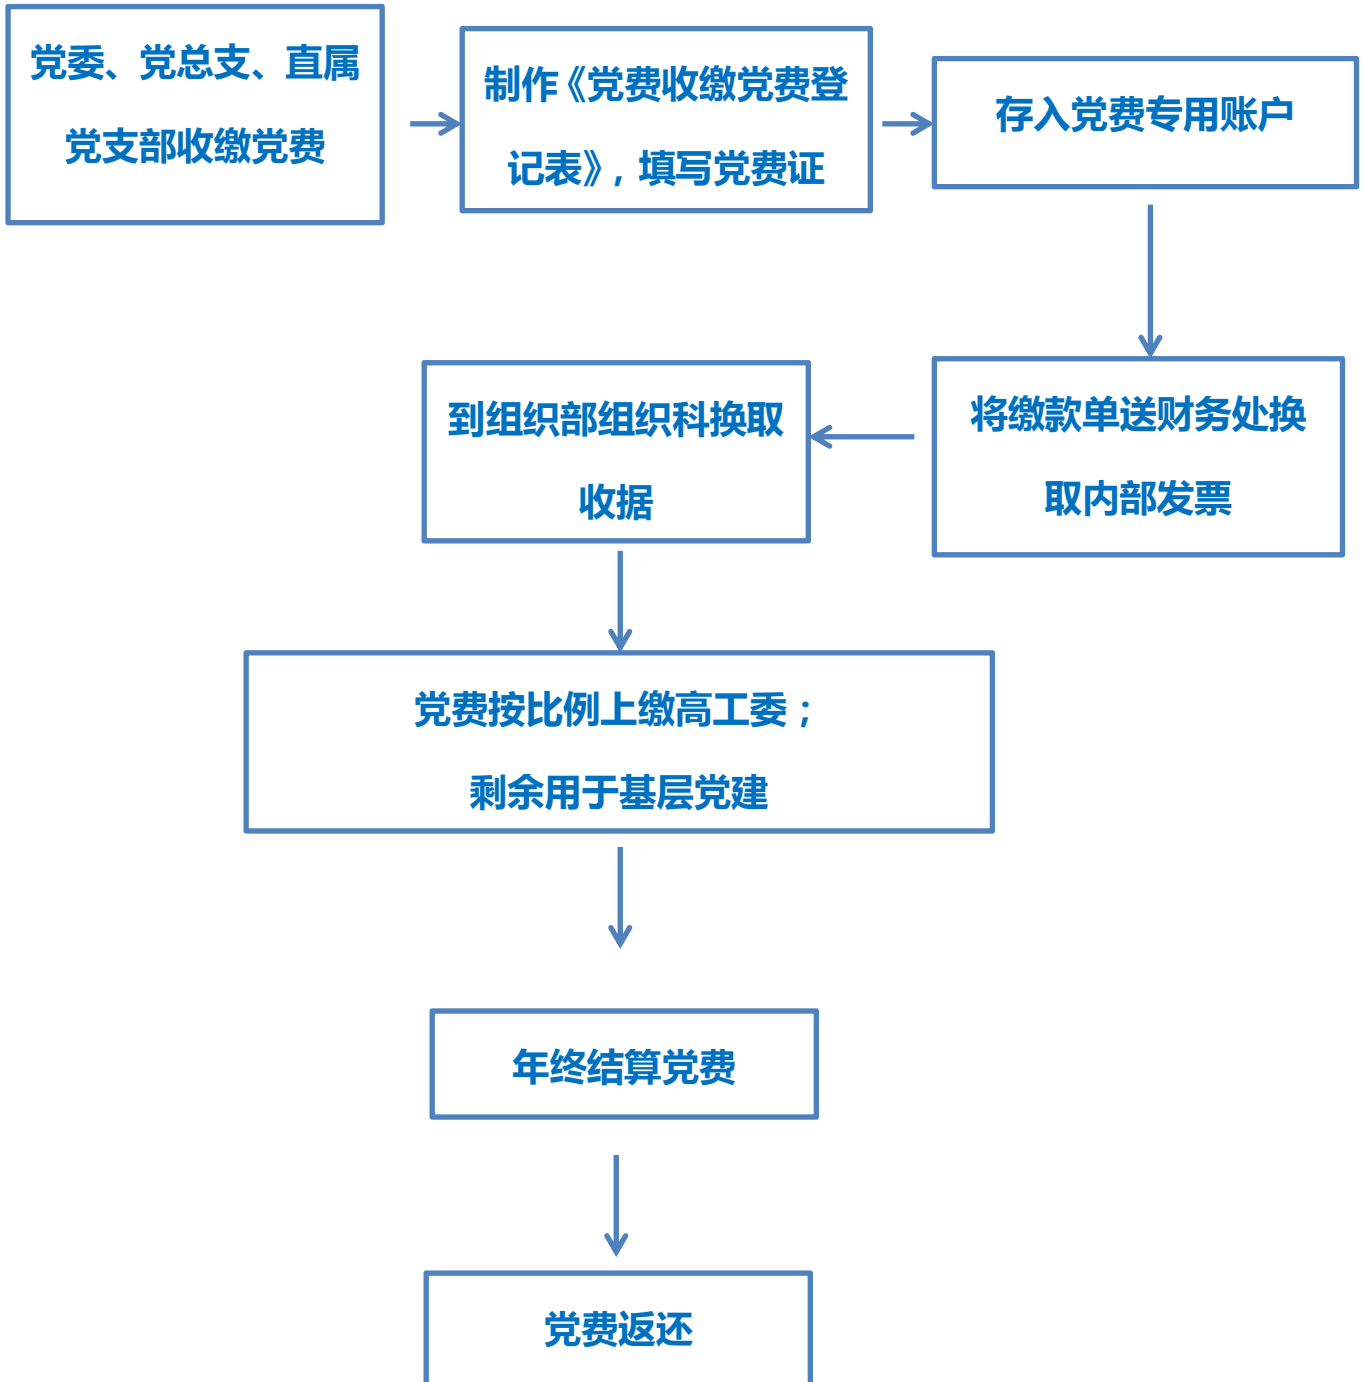 党委、党总支、直属
党支部收缴党费
制作《党费收缴党费登
记表》，填写党费证
存入党费专用账户
将缴款单送财务处换
取内部发票
到组织部组织科换取
收据
党费按比例上缴高工委；
剩余用于基层党建
年终结算党费
党费返还